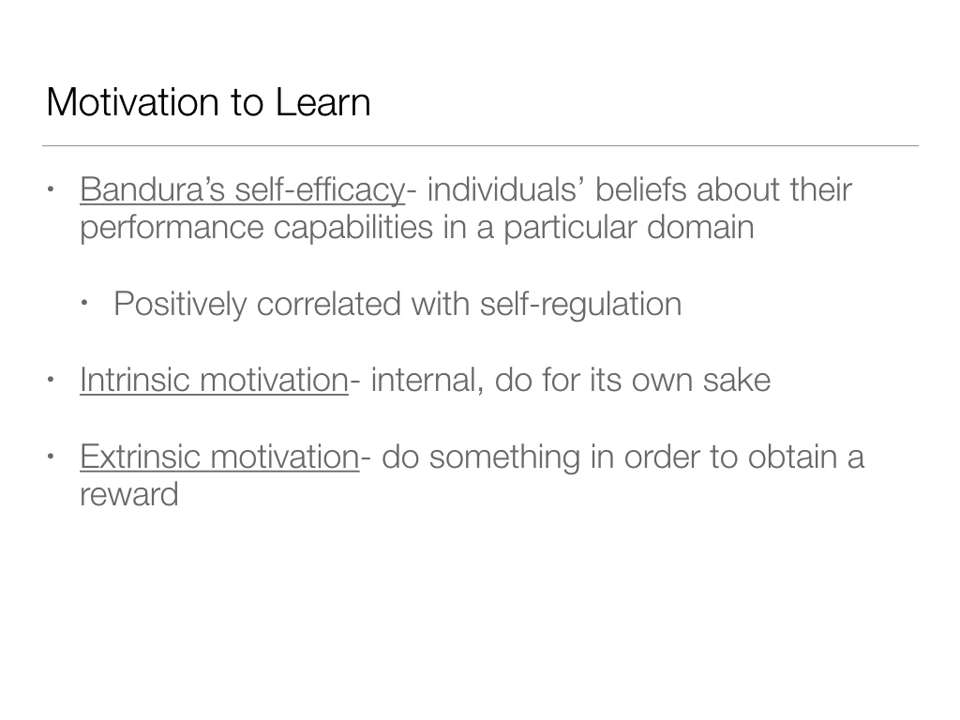 Motivation to Learn
• Bandura’s self-efficacy- individuals’ beliefs about their
performance capabilities in a particular domain
• Positively correlated with self-regulation
• Intrinsic motivation- internal, do for its own sake
• Extrinsic motivation- do something in order to obtain a
reward